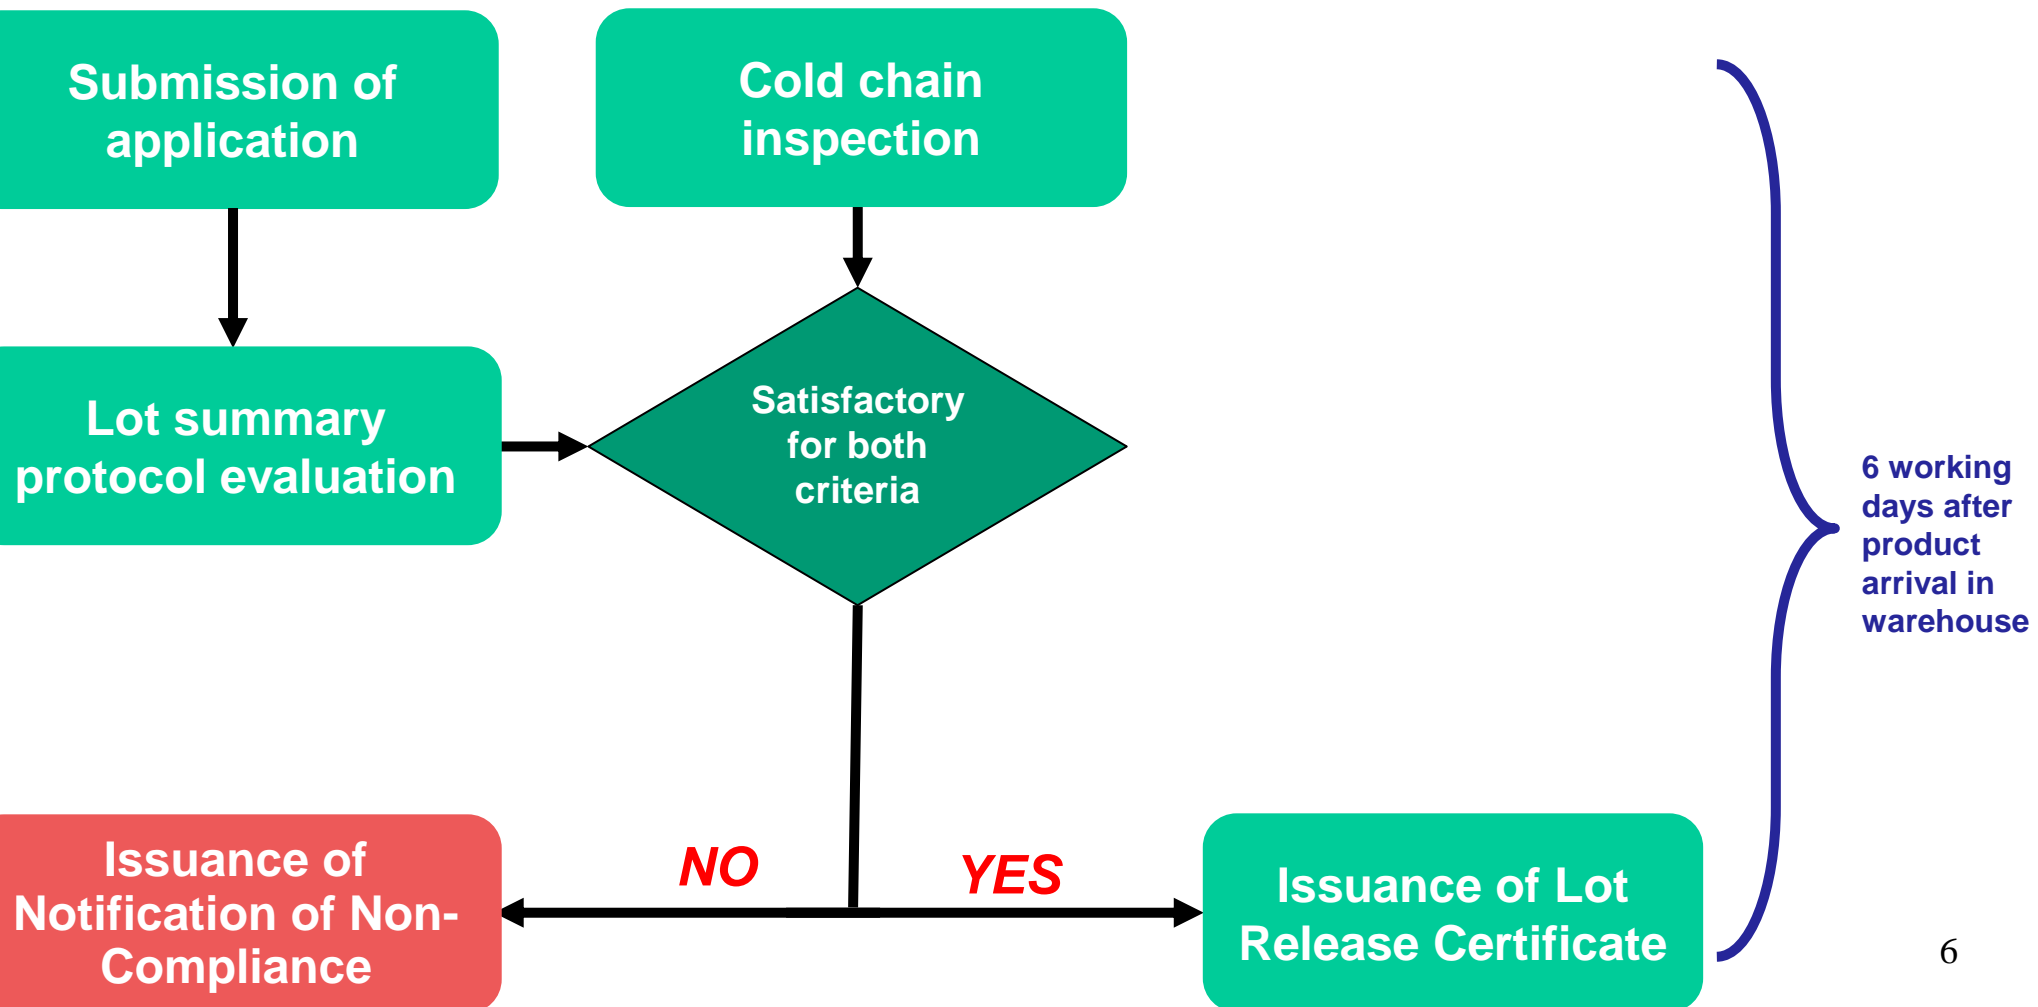 Submission of
application
Cold chain
inspection
Lot summary
protocol evaluation
Satisfactory
for both
criteria
6 working
days after
product
arrival in
warehouse
NO
YES
Issuance of
Notification of Non-
Compliance
Issuance of Lot
Release Certificate
6